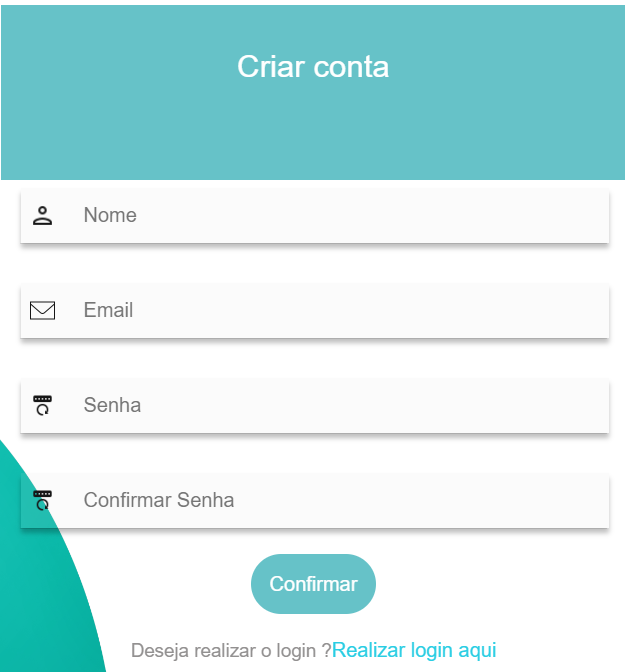 Criar conta
Nome
Email
Senha
Confirmar Senha
Confirmar
Deseja realizar o login ?Realizar login aqui